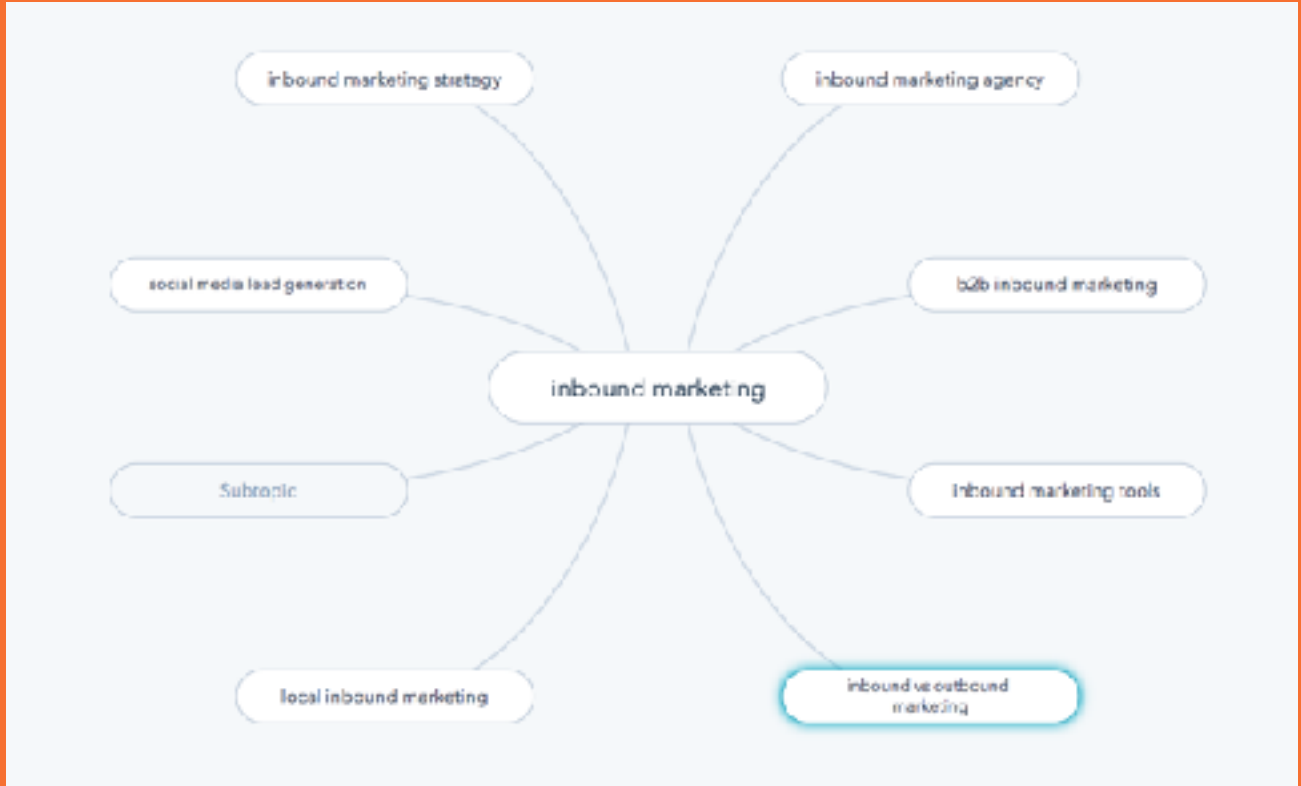 inbound marketing strategy
inbound marketing agency
social media lead generation
b2b inbound marketing
inbound marketing
Subtopic
inbound marketing tools
local inbound marketing
inbound vs outbound
marketing